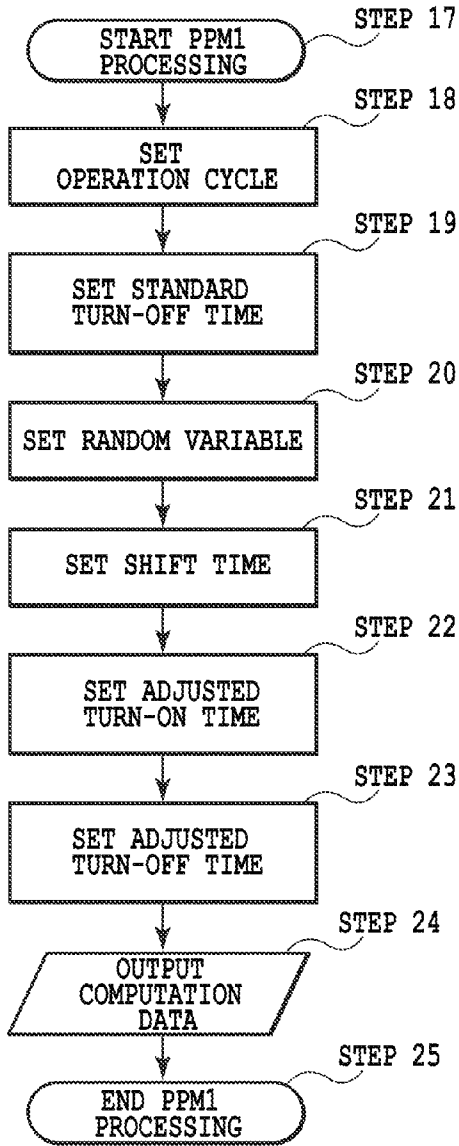 STEP 17
START PPM1
PROCESSING
STEP 18
SET
OPERATION CYCLE
STEP 19
SET STANDARD
TURN-OFF TIME
STEP 20
SET RANDOM VARIABLE
STEP 21
SET SHIFT TIME
STEP 22
SET ADJUSTED
TURN-ON TIME
STEP 23
SET ADJUSTED
TURN-OFF TIME
STEP 24
OUTPUT
COMPUTATION
DATA
STEP 25
END PPM1
PROCESSING